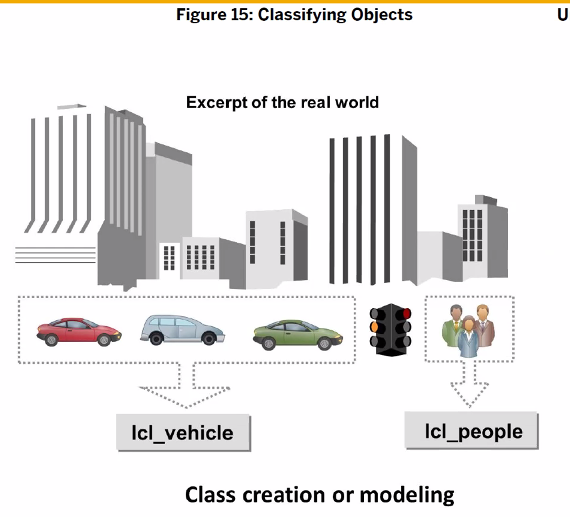 Figure 15: Classifying Objects
U
Excerpt of the real world
lcl_vehicle
lcl_people
Class creation or modeling